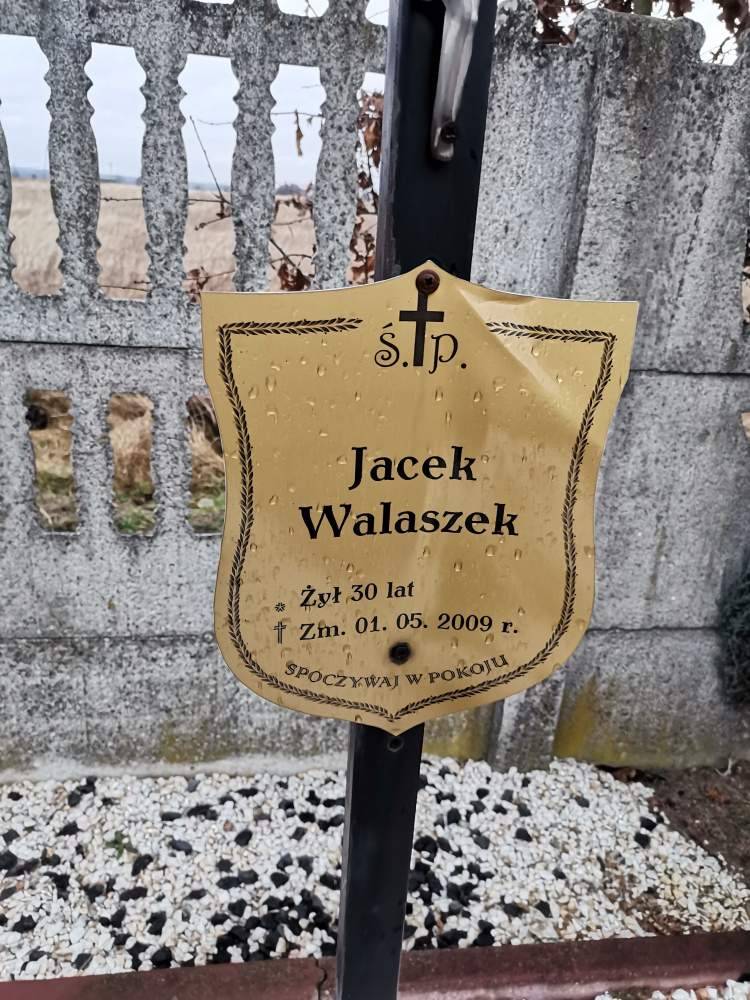 Ś.†P.
Jacek
Walaszek
Żył 30 lat
† Zm. 01. 05. 2009 r.
SPOCZYWAJ W POKOJU